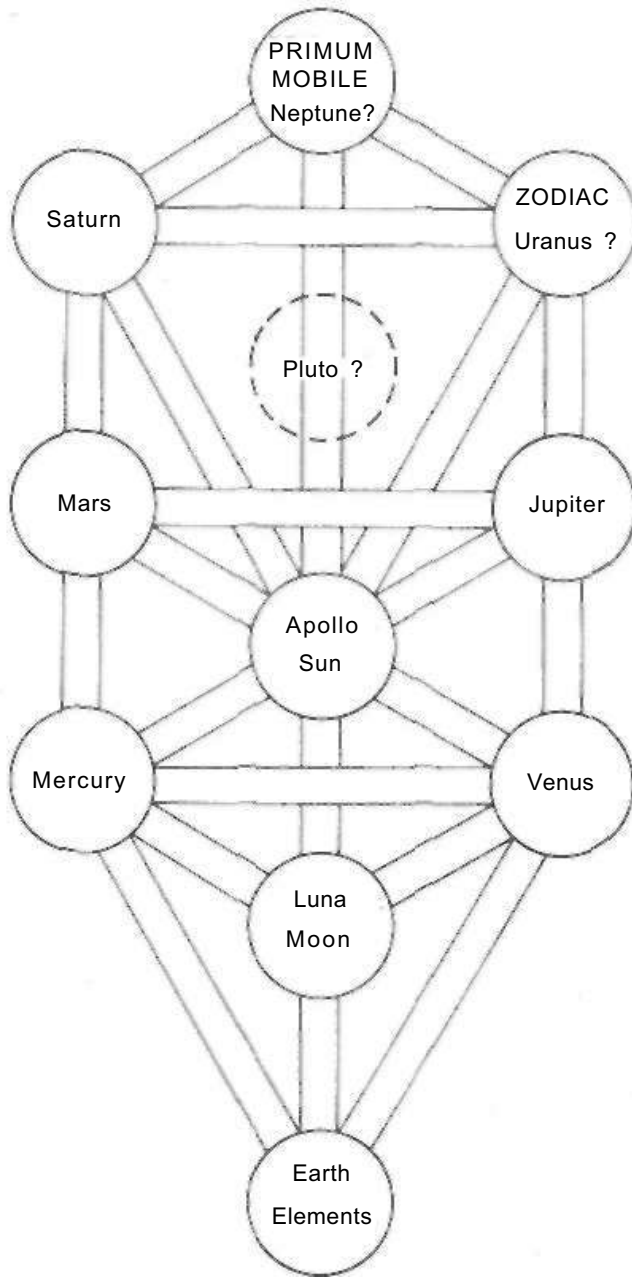 PRIMUM
MOBILE
Neptune?
Saturn
ZODIAC
Uranus ?
Pluto ?
Mars
Jupiter
Apollo
Sun
Mercury
Venus
Luna
Moon
Earth
Elements